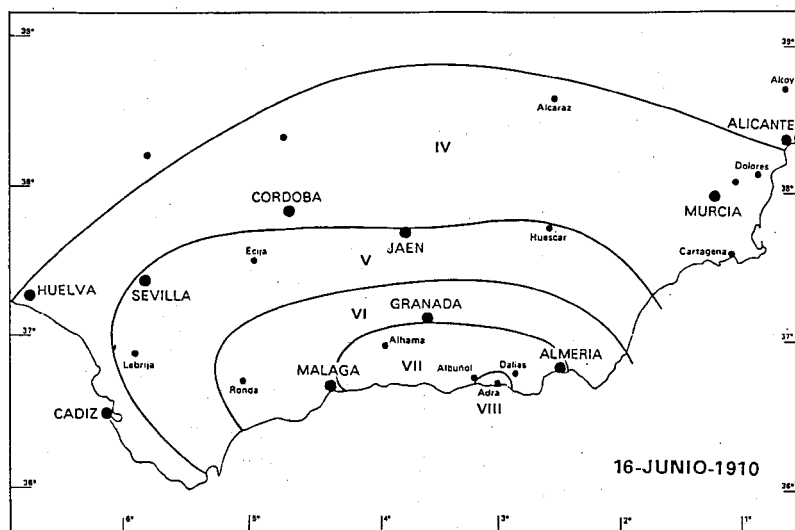 39°
39°
Alcoy
Alcaraz
ALICANTE
IV
Dolores
38°
38°
CORDOBA
MURCIA
JAEN
Huescar
Ecija
V
Cartagena
SEVILLA
HUELVA
VI
GRANADA
37°
37°
Alhama
Lebrija
VII
ALMERIA
MALAGA
Albuñol
Dalias
Ronda
Adra
CADIZ
VIII
16-JUNIO-1910
36°
36°
6°
5°
4°
3°
2°
1°